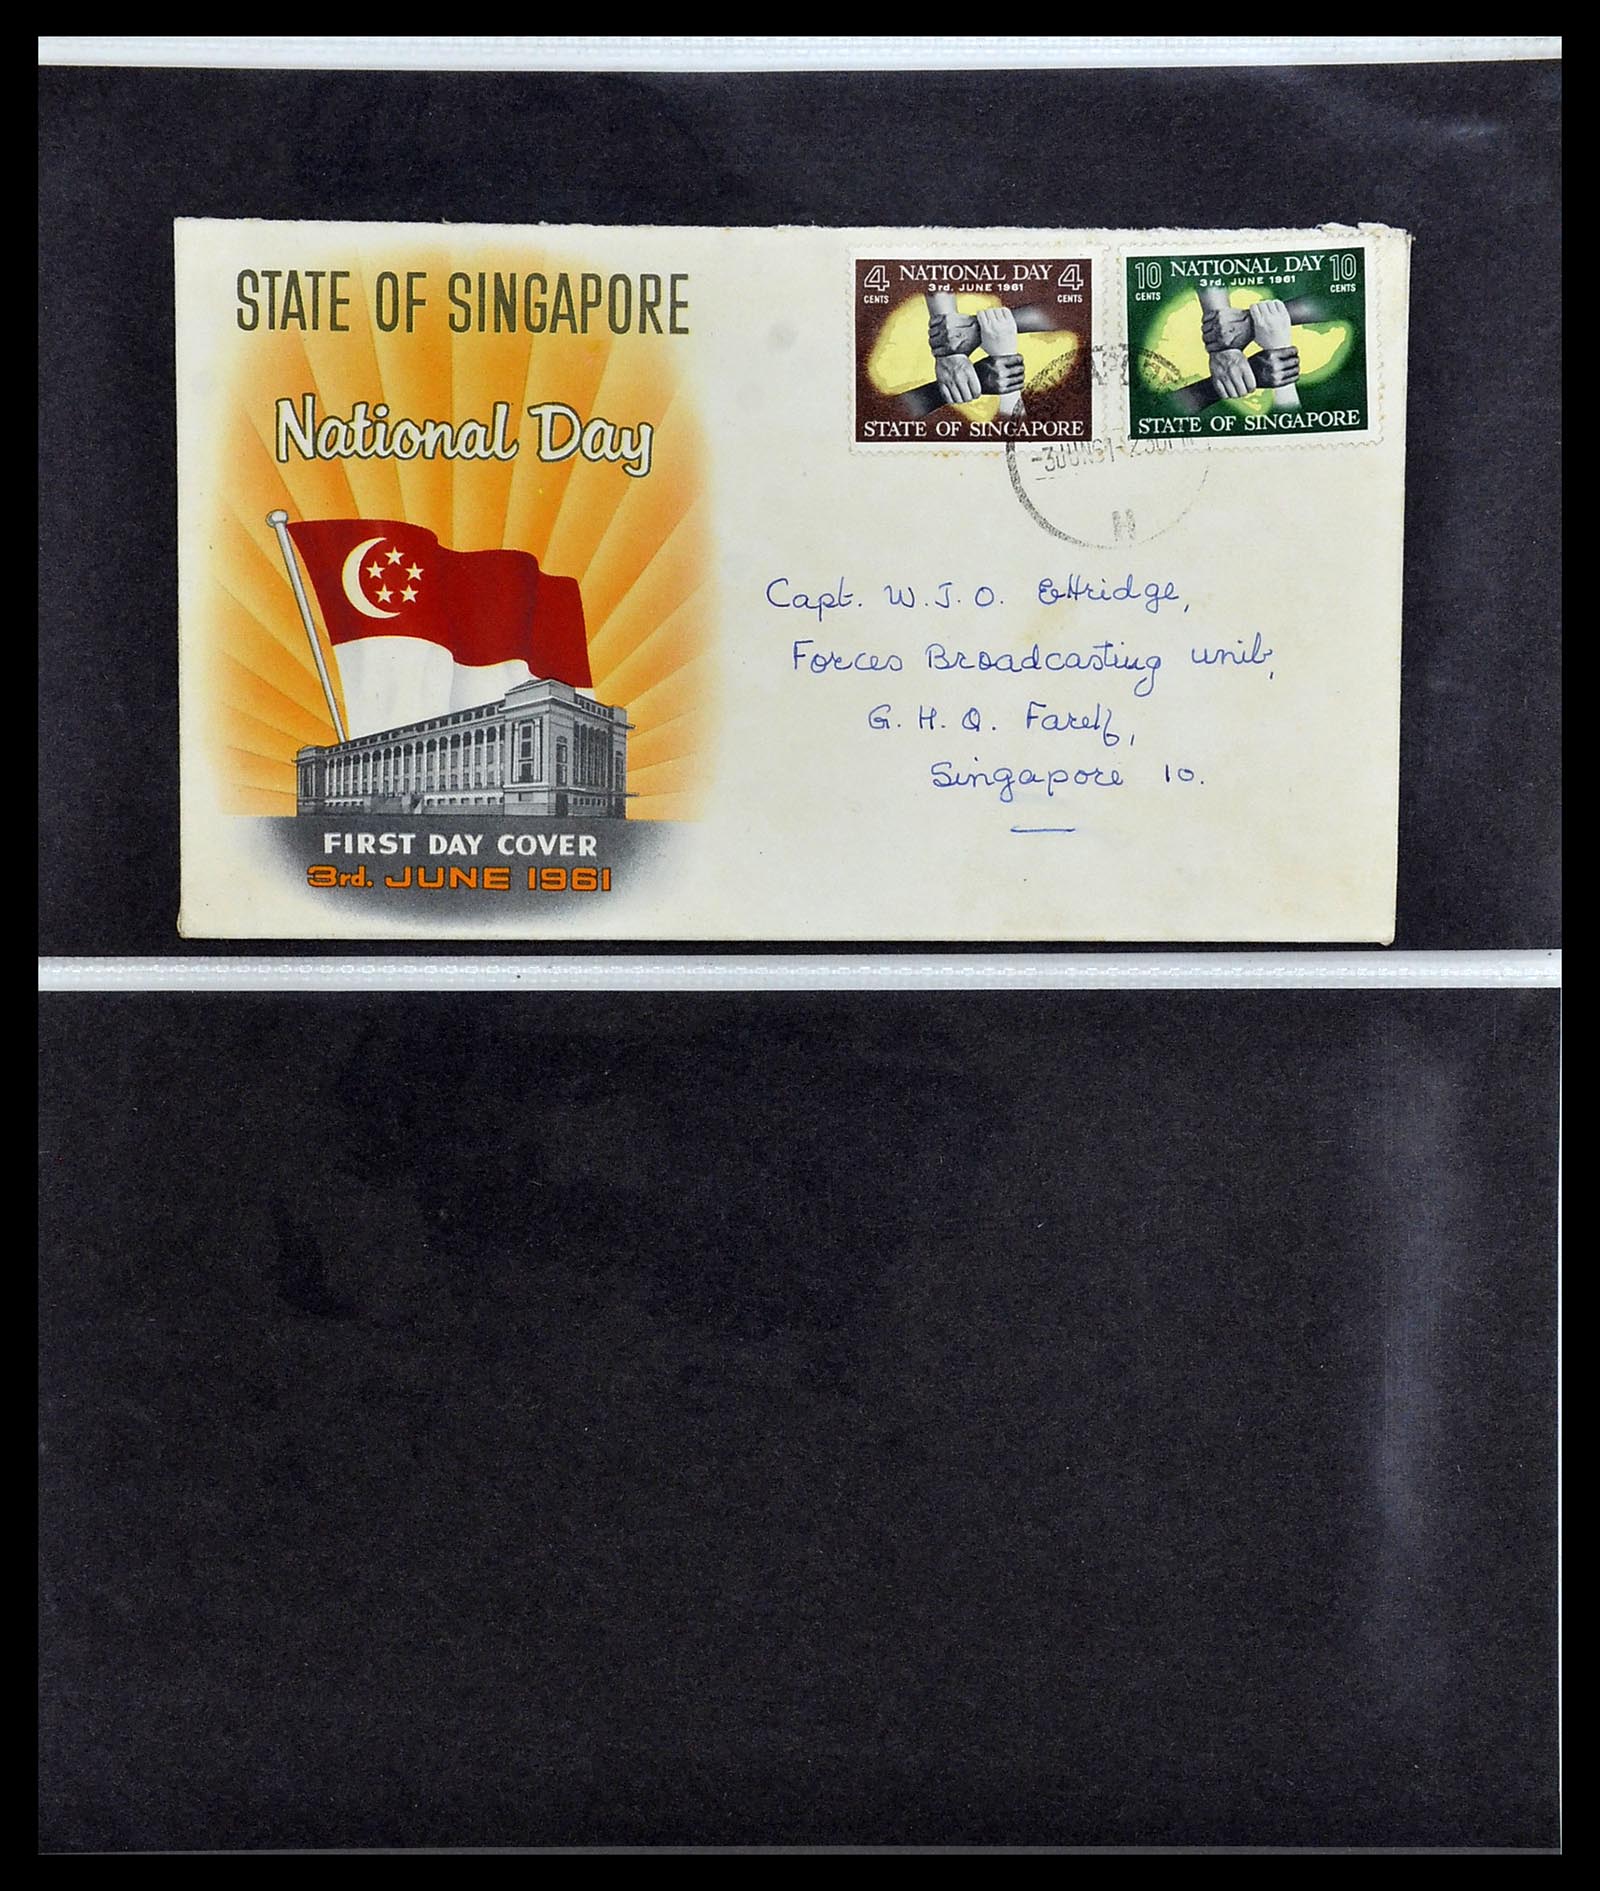 STATE OF SINGAPORE
National Day
FIRST DAY COVER
3rd. JUNE 1961
4 NATIONAL DAY 4
CENTS 3rd. JUNE 1961 CENTS
STATE OF SINGAPORE
10 NATIONAL DAY 10
CENTS 3rd. JUNE 1961 CENTS
STATE OF SINGAPORE
-3JUN61-230PM
H
Capt. W. J. O. Ettridge,
Forces Broadcasting Unit,
G. H. Q. Farelf,
Singapore 10.